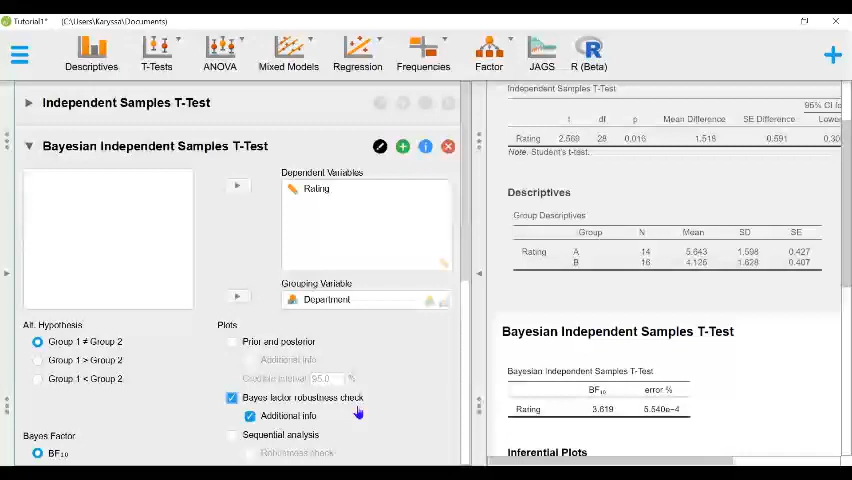 Tutorial1* (C:\Users\Karyssa\Documents)
Descriptives T-Tests ANOVA Mixed Models Regression Frequencies Factor JAGS R (Beta)
Independent Samples T-Test
Bayesian Independent Samples T-Test
Dependent Variables
Rating
Grouping Variable
Department
Alt. Hypothesis
Group 1 ≠ Group 2
Group 1 > Group 2
Group 1 < Group 2
Bayes Factor
BF₁₀
Plots
Prior and posterior
Additional info
Credible interval 95.0 %
Bayes factor robustness check
Additional info
Sequential analysis
Robustness check
Independent Samples T-Test
95% CI fo
t df p Mean Difference SE Difference Lower
Rating 2.569 28 0.016 1.518 0.591 0.30
Note. Student's t-test.
Descriptives
Group Descriptives
Group N Mean SD SE
Rating A 14 5.643 1.598 0.427
B 16 4.125 1.628 0.407
Bayesian Independent Samples T-Test
Bayesian Independent Samples T-Test
BF₁₀ error %
Rating 3.619 5.540e-4
Inferential Plots